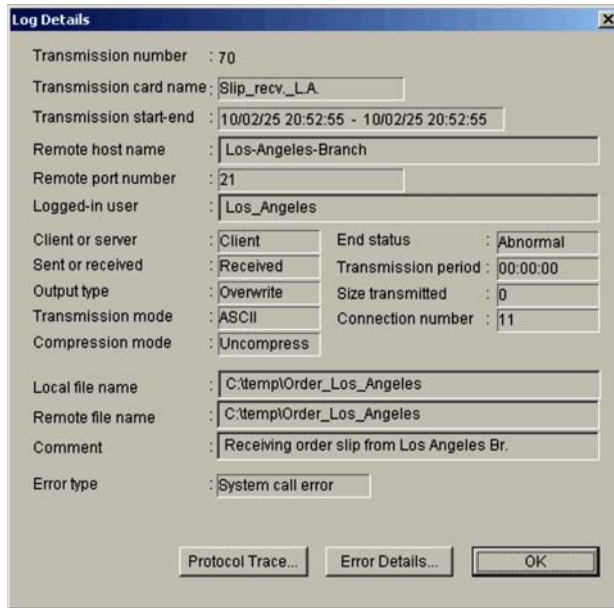 Log Details
Transmission number : 70
Transmission card name : Slip_recv._L.A.
Transmission start-end : 10/02/25 20:52:55 - 10/02/25 20:52:55
Remote host name : Los-Angeles-Branch
Remote port number : 21
Logged-in user : Los_Angeles
Client or server : Client End status : Abnormal
Sent or received : Received Transmission period : 00:00:00
Output type : Overwrite Size transmitted : 0
Transmission mode : ASCII Connection number : 11
Compression mode : Uncompress
Local file name : C:\temp\Order_Los_Angeles
Remote file name : C:\temp\Order_Los_Angeles
Comment : Receiving order slip from Los Angeles Br.
Error type : System call error
Protocol Trace... Error Details... OK